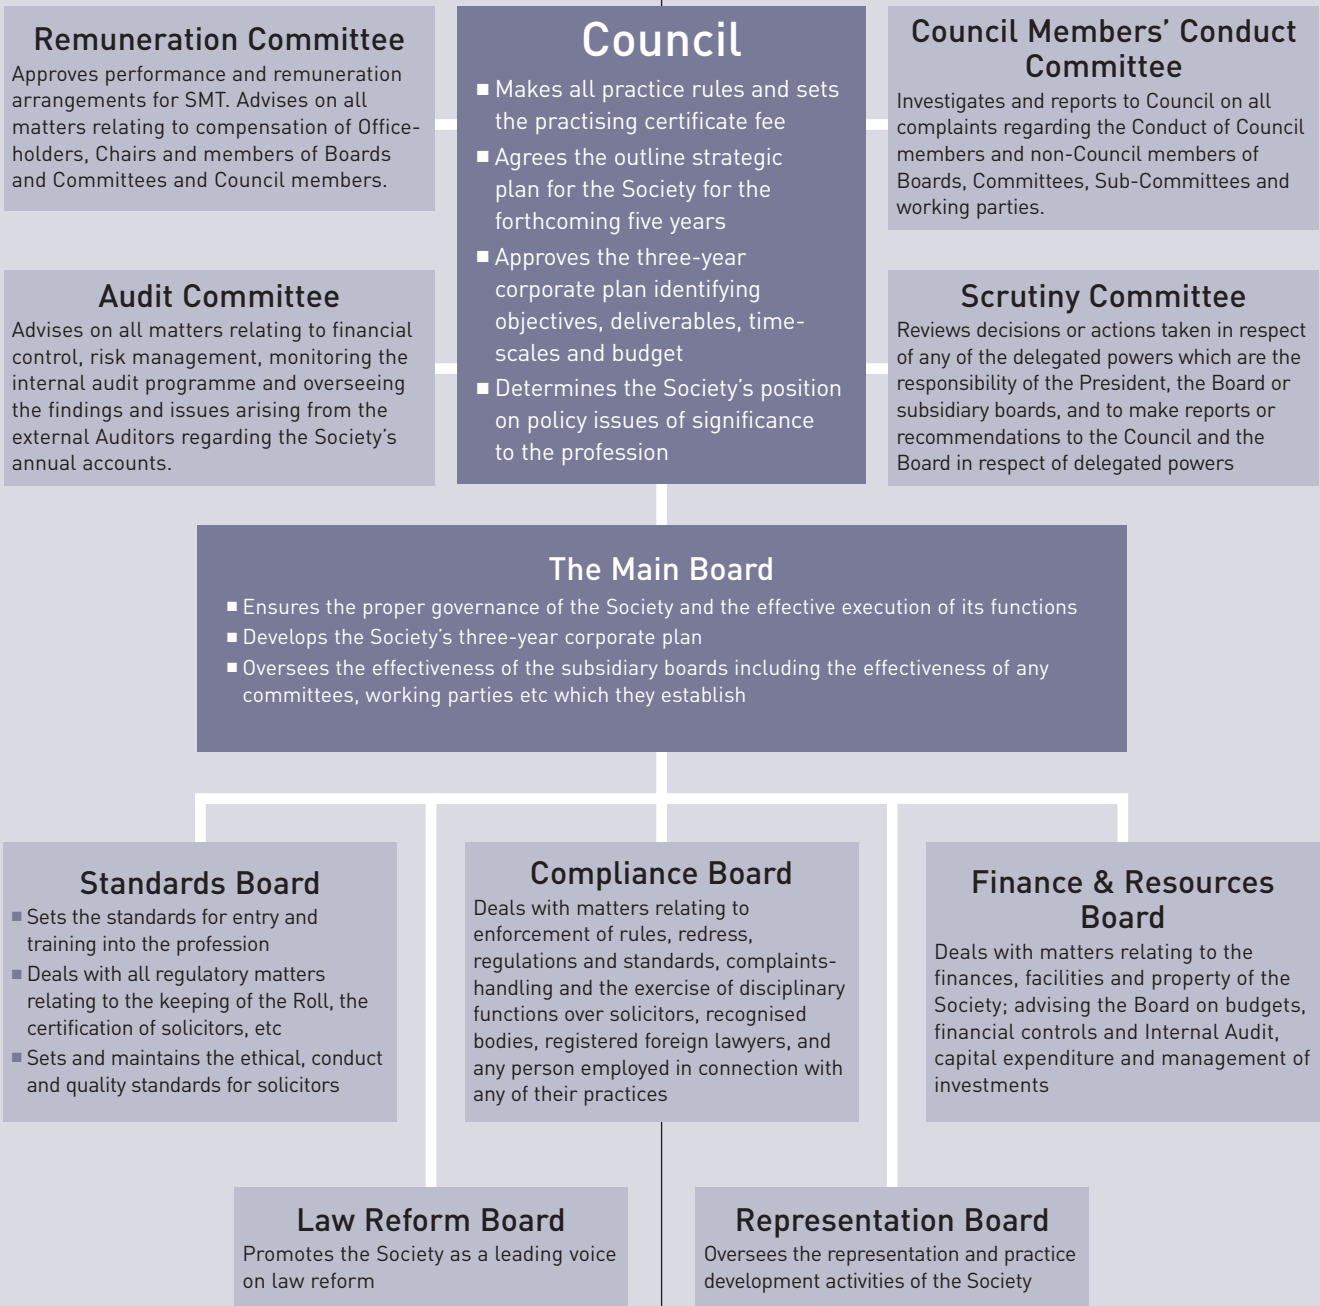 Remuneration Committee
Approves performance and remuneration
arrangements for SMT. Advises on all
matters relating to compensation of Office-
holders, Chairs and members of Boards
and Committees and Council members.
Council
■ Makes all practice rules and sets
the practising certificate fee
■ Agrees the outline strategic
plan for the Society for the
forthcoming five years
■ Approves the three-year
corporate plan identifying
objectives, deliverables, time-
scales and budget
■ Determines the Society's position
on policy issues of significance
to the profession
Council Members' Conduct
Committee
Investigates and reports to Council on all
complaints regarding the Conduct of Council
members and non-Council members of
Boards, Committees, Sub-Committees and
working parties.
Audit Committee
Advises on all matters relating to financial
control, risk management, monitoring the
internal audit programme and overseeing
the findings and issues arising from the
external Auditors regarding the Society's
annual accounts.
Scrutiny Committee
Reviews decisions or actions taken in respect
of any of the delegated powers which are the
responsibility of the President, the Board or
subsidiary boards, and to make reports or
recommendations to the Council and the
Board in respect of delegated powers
The Main Board
■ Ensures the proper governance of the Society and the effective execution of its functions
■ Develops the Society's three-year corporate plan
■ Oversees the effectiveness of the subsidiary boards including the effectiveness of any
committees, working parties etc which they establish
Standards Board
■ Sets the standards for entry and
training into the profession
■ Deals with all regulatory matters
relating to the keeping of the Roll, the
certification of solicitors, etc
■ Sets and maintains the ethical, conduct
and quality standards for solicitors
Compliance Board
Deals with matters relating to
enforcement of rules, redress,
regulations and standards, complaints-
handling and the exercise of disciplinary
functions over solicitors, recognised
bodies, registered foreign lawyers, and
any person employed in connection with
any of their practices
Finance & Resources
Board
Deals with matters relating to the
finances, facilities and property of the
Society; advising the Board on budgets,
financial controls and Internal Audit,
capital expenditure and management of
investments
Law Reform Board
Promotes the Society as a leading voice
on law reform
Representation Board
Oversees the representation and practice
development activities of the Society